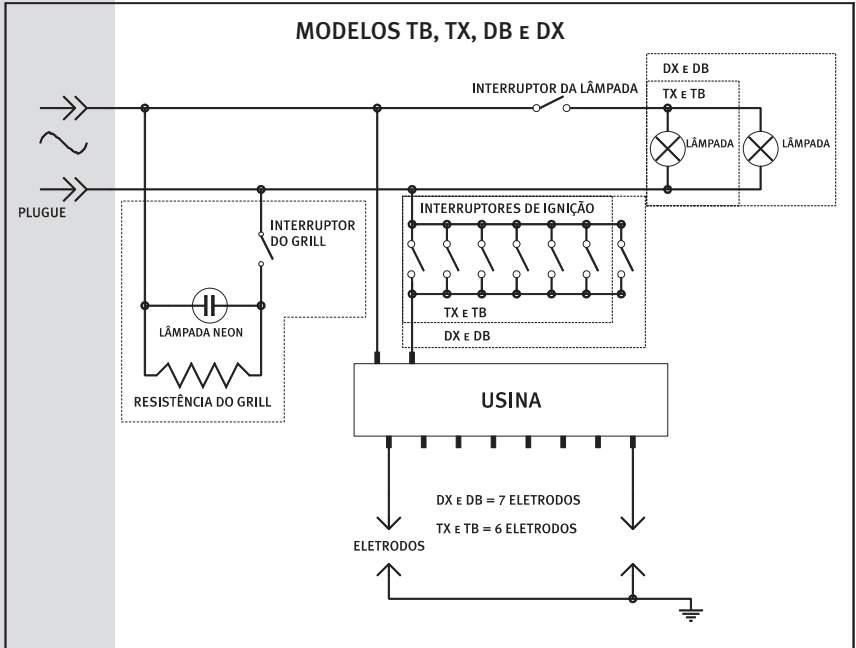 MODELOS TB, TX, DB E DX
DX E DB
INTERRUPTOR DA LÂMPADA
TX E TB
LÂMPADA
LÂMPADA
PLUGUE
INTERRUPTOR
DO GRILL
INTERRUPTORES DE IGNIÇÃO
LÂMPADA NEON
TX E TB
DX E DB
RESISTÊNCIA DO GRILL
USINA
DX E DB = 7 ELETRODOS
TX E TB = 6 ELETRODOS
ELETRODOS